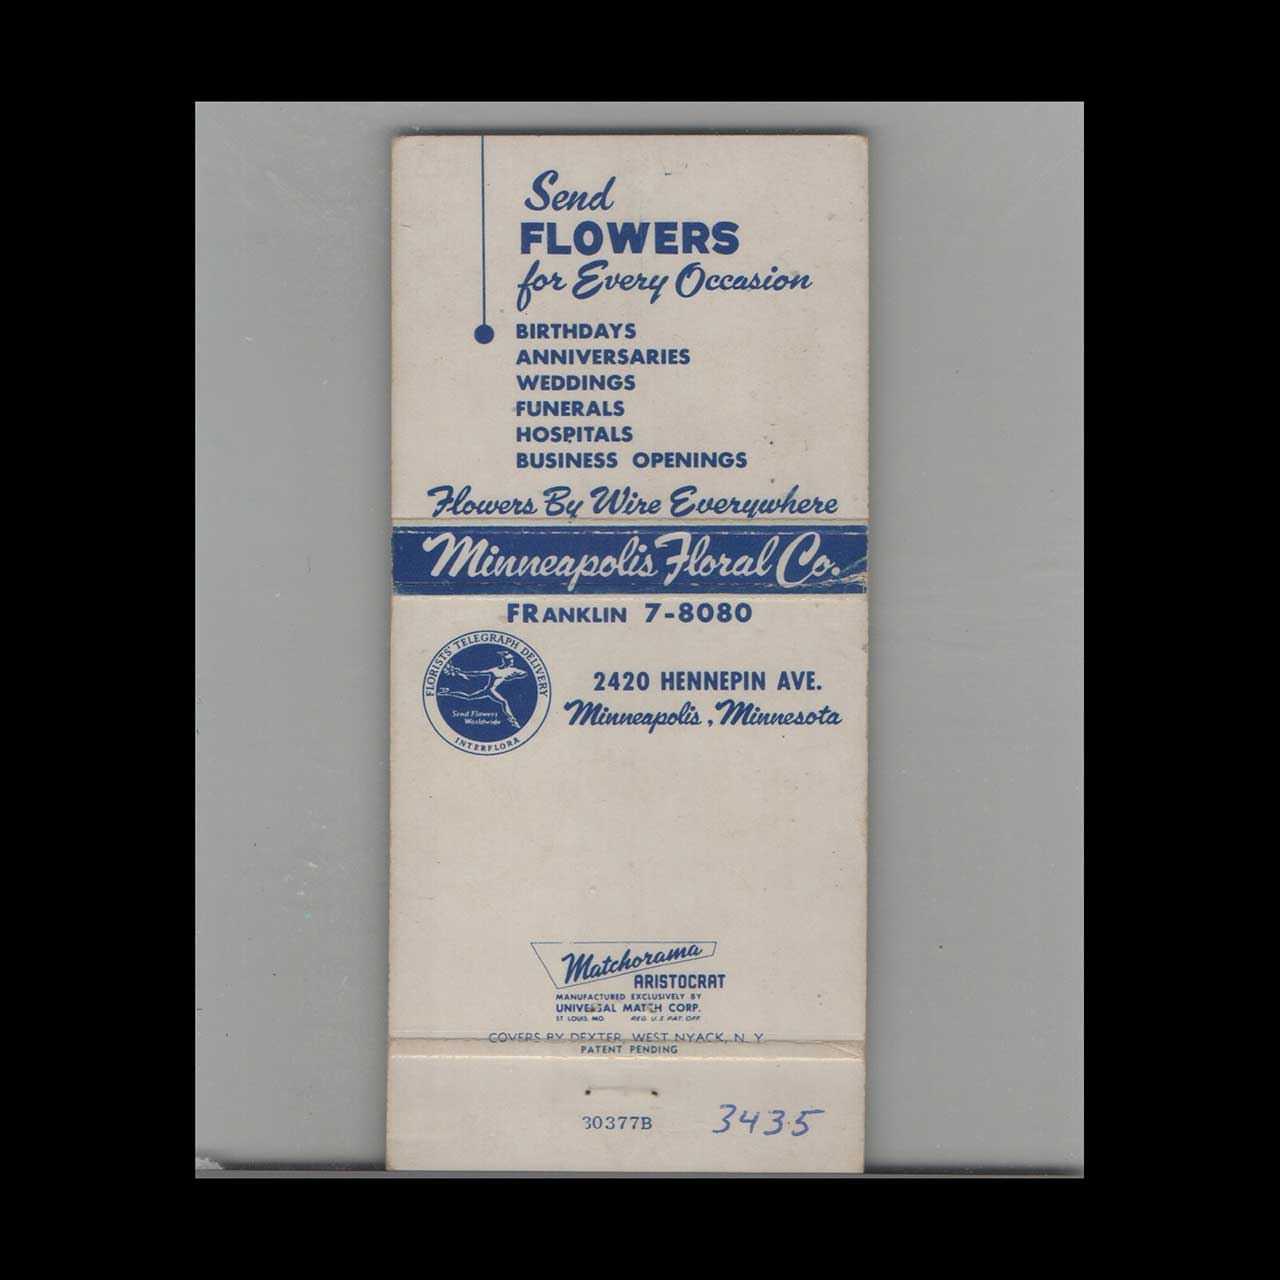 Send
FLOWERS
for Every Occasion
BIRTHDAYS
ANNIVERSARIES
WEDDINGS
FUNERALS
HOSPITALS
BUSINESS OPENINGS
Flowers By Wire Everywhere
Minneapolis Floral Co.
FRANKLIN 7-8080
FLORISTS' TELEGRAPH DELIVERY
Send Flowers
Worldwide
INTERFLORA
2420 HENNEPIN AVE.
Minneapolis, Minnesota
Matchorama
ARISTOCRAT
MANUFACTURED EXCLUSIVELY BY
UNIVERSAL MATCH CORP.
ST. LOUIS, MO. REG. U.S. PAT. OFF.
COVERS BY DEXTER, WEST NYACK, N. Y.
PATENT PENDING
30377B
3435